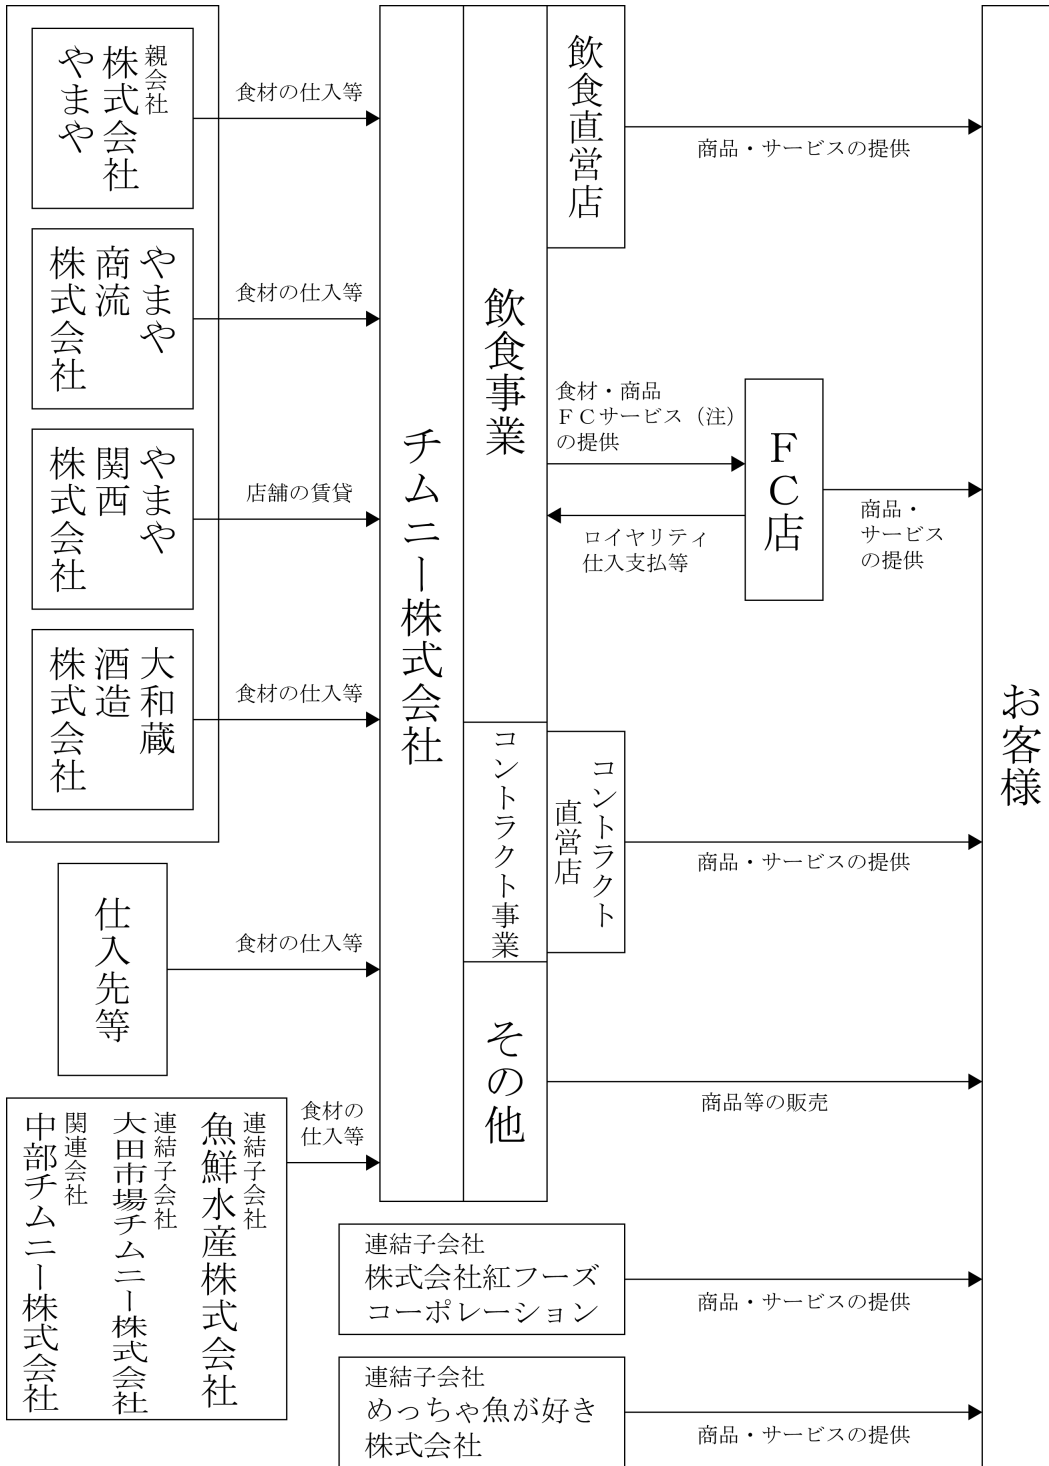 親会社
株式会社
やまや
食材の仕入等
やまや
商流
株式会社
食材の仕入等
やまや
関西
株式会社
店舗の賃貸
大和蔵
酒造
株式会社
食材の仕入等
仕入先等
食材の仕入等
連結子会社
魚鮮水産株式会社
連結子会社
大田市場チムニー株式会社
関連会社
中部チムニー株式会社
食材の
仕入等
チムニー株式会社
飲食事業
飲食直営店
商品・サービスの提供
食材・商品
FCサービス(注)
の提供
ロイヤリティ
仕入支払等
FC店
商品・
サービス
の提供
コントラクト事業
コントラクト
直営店
商品・サービスの提供
その他
商品等の販売
連結子会社
株式会社紅フーズ
コーポレーション
商品・サービスの提供
連結子会社
めっちゃ魚が好き
株式会社
商品・サービスの提供
お客様